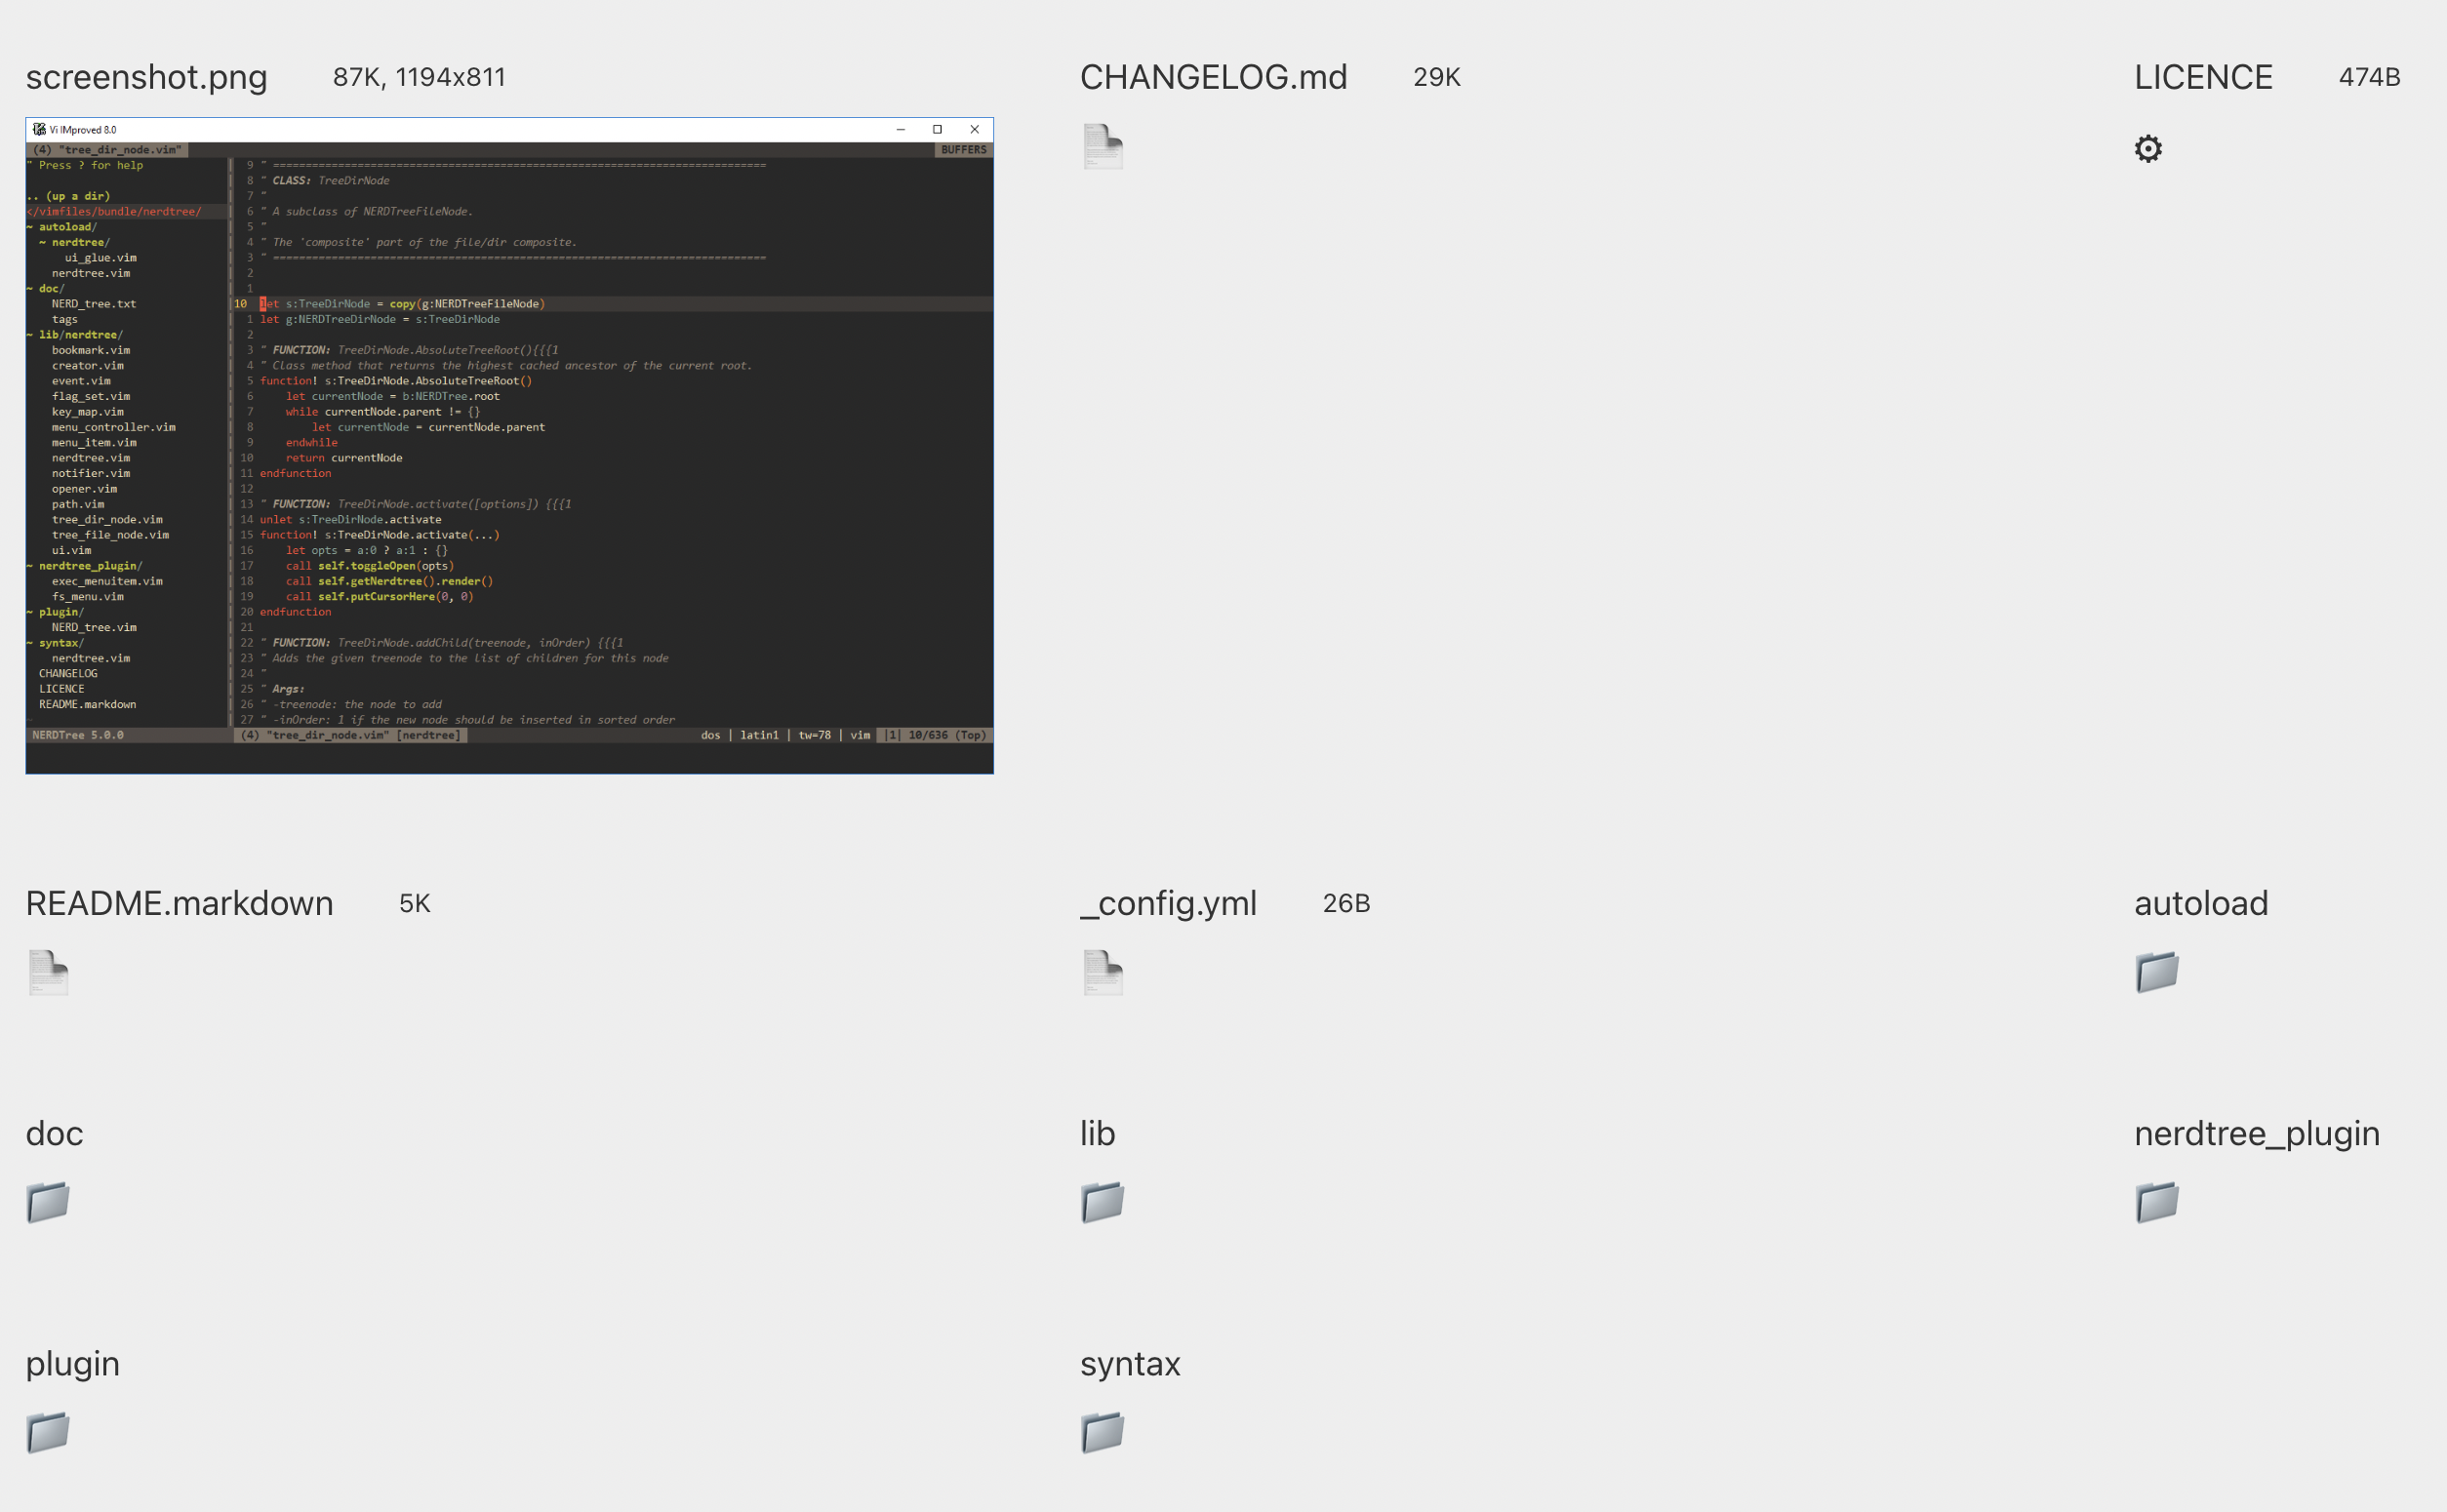 screenshot.png 87K, 1194x811
CHANGELOG.md 29K
LICENCE 474B
Vi IMproved 8.0
(4) "tree_dir_node.vim" BUFFERS
" Press ? for help
.. (up a dir)
</vimfiles/bundle/nerdtree/
~ autoload/
~ nerdtree/
ui_glue.vim
nerdtree.vim
~ doc/
NERD_tree.txt
tags
~ lib/nerdtree/
bookmark.vim
creator.vim
event.vim
flag_set.vim
key_map.vim
menu_controller.vim
menu_item.vim
nerdtree.vim
notifier.vim
opener.vim
path.vim
tree_dir_node.vim
tree_file_node.vim
ui.vim
~ nerdtree_plugin/
exec_menuitem.vim
fs_menu.vim
~ plugin/
NERD_tree.vim
~ syntax/
nerdtree.vim
CHANGELOG
LICENCE
README.markdown
~
9 " ============================================================================
8 " CLASS: TreeDirNode
7 "
6 " A subclass of NERDTreeFileNode.
5 "
4 " The 'composite' part of the file/dir composite.
3 " ============================================================================
2
1
10 let s:TreeDirNode = copy(g:NERDTreeFileNode)
1 let g:NERDTreeDirNode = s:TreeDirNode
2
3 " FUNCTION: TreeDirNode.AbsoluteTreeRoot(){{{1
4 " Class method that returns the highest cached ancestor of the current root.
5 function! s:TreeDirNode.AbsoluteTreeRoot()
6 let currentNode = b:NERDTree.root
7 while currentNode.parent != {}
8 let currentNode = currentNode.parent
9 endwhile
10 return currentNode
11 endfunction
12
13 " FUNCTION: TreeDirNode.activate([options]) {{{1
14 unlet s:TreeDirNode.activate
15 function! s:TreeDirNode.activate(...)
16 let opts = a:0 ? a:1 : {}
17 call self.toggleOpen(opts)
18 call self.getNerdtree().render()
19 call self.putCursorHere(0, 0)
20 endfunction
21
22 " FUNCTION: TreeDirNode.addChild(treenode, inOrder) {{{1
23 " Adds the given treenode to the list of children for this node
24 "
25 " Args:
26 " -treenode: the node to add
27 " -inOrder: 1 if the new node should be inserted in sorted order
NERDTree 5.0.0 (4) "tree_dir_node.vim" [nerdtree] dos | latin1 | tw=78 | vim |1| 10/636 (Top)
README.markdown 5K
_config.yml 26B
autoload
doc
lib
nerdtree_plugin
plugin
syntax